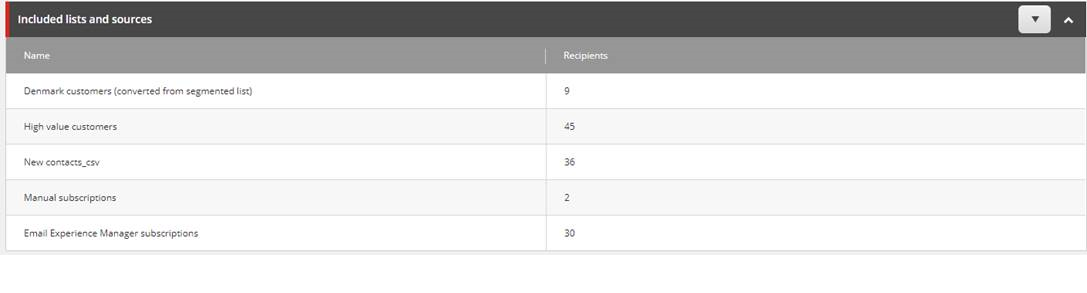 Included lists and sources
Name Recipients
Denmark customers (converted from segmented list) 9
High value customers 45
New contacts_csv 36
Manual subscriptions 2
Email Experience Manager subscriptions 30